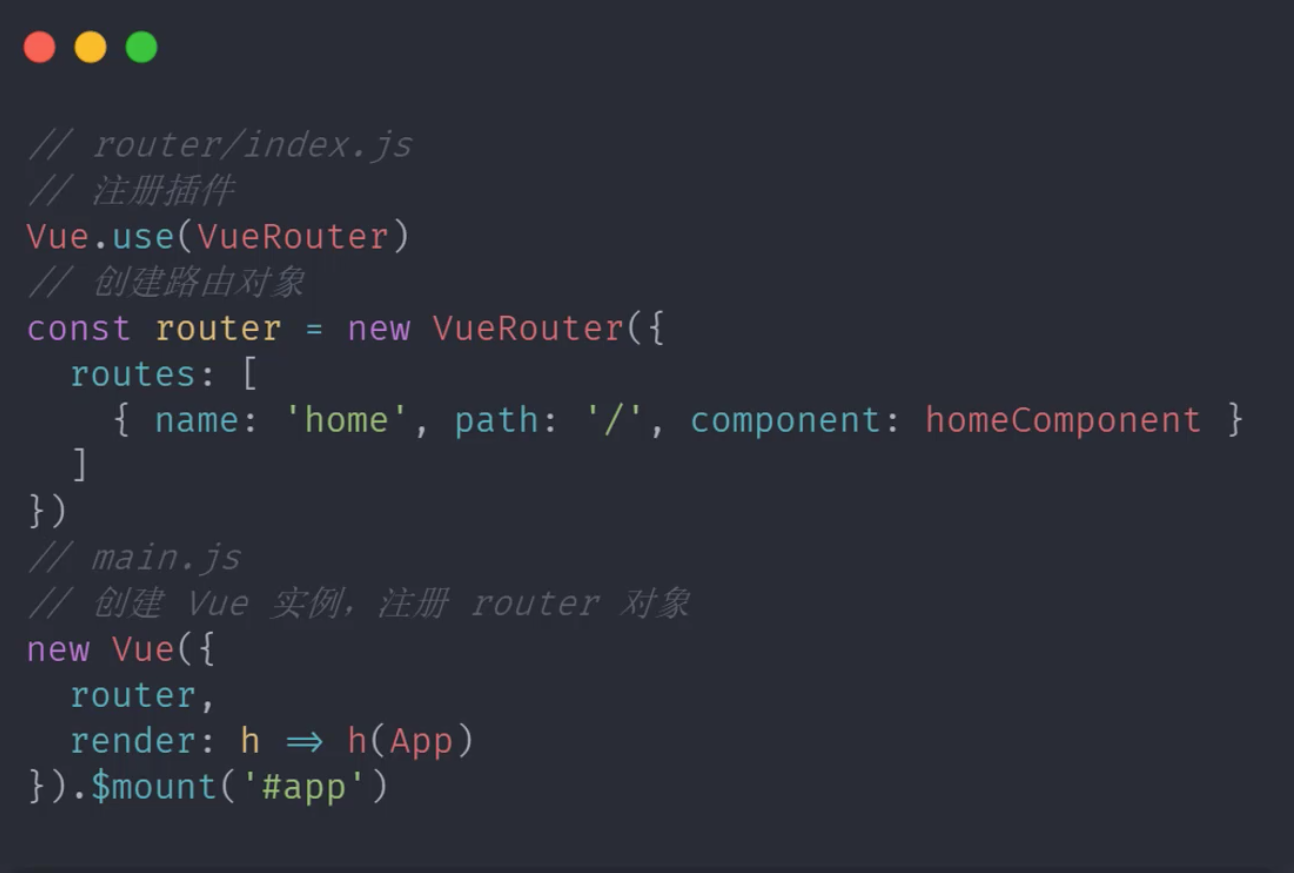 // router/index.js
// 注册插件
Vue.use(VueRouter)
// 创建路由对象
const router = new VueRouter({
  routes: [
    { name: 'home', path: '/', component: homeComponent }
  ]
})
// main.js
// 创建 Vue 实例，注册 router 对象
new Vue({
  router,
  render: h => h(App)
}).$mount('#app')